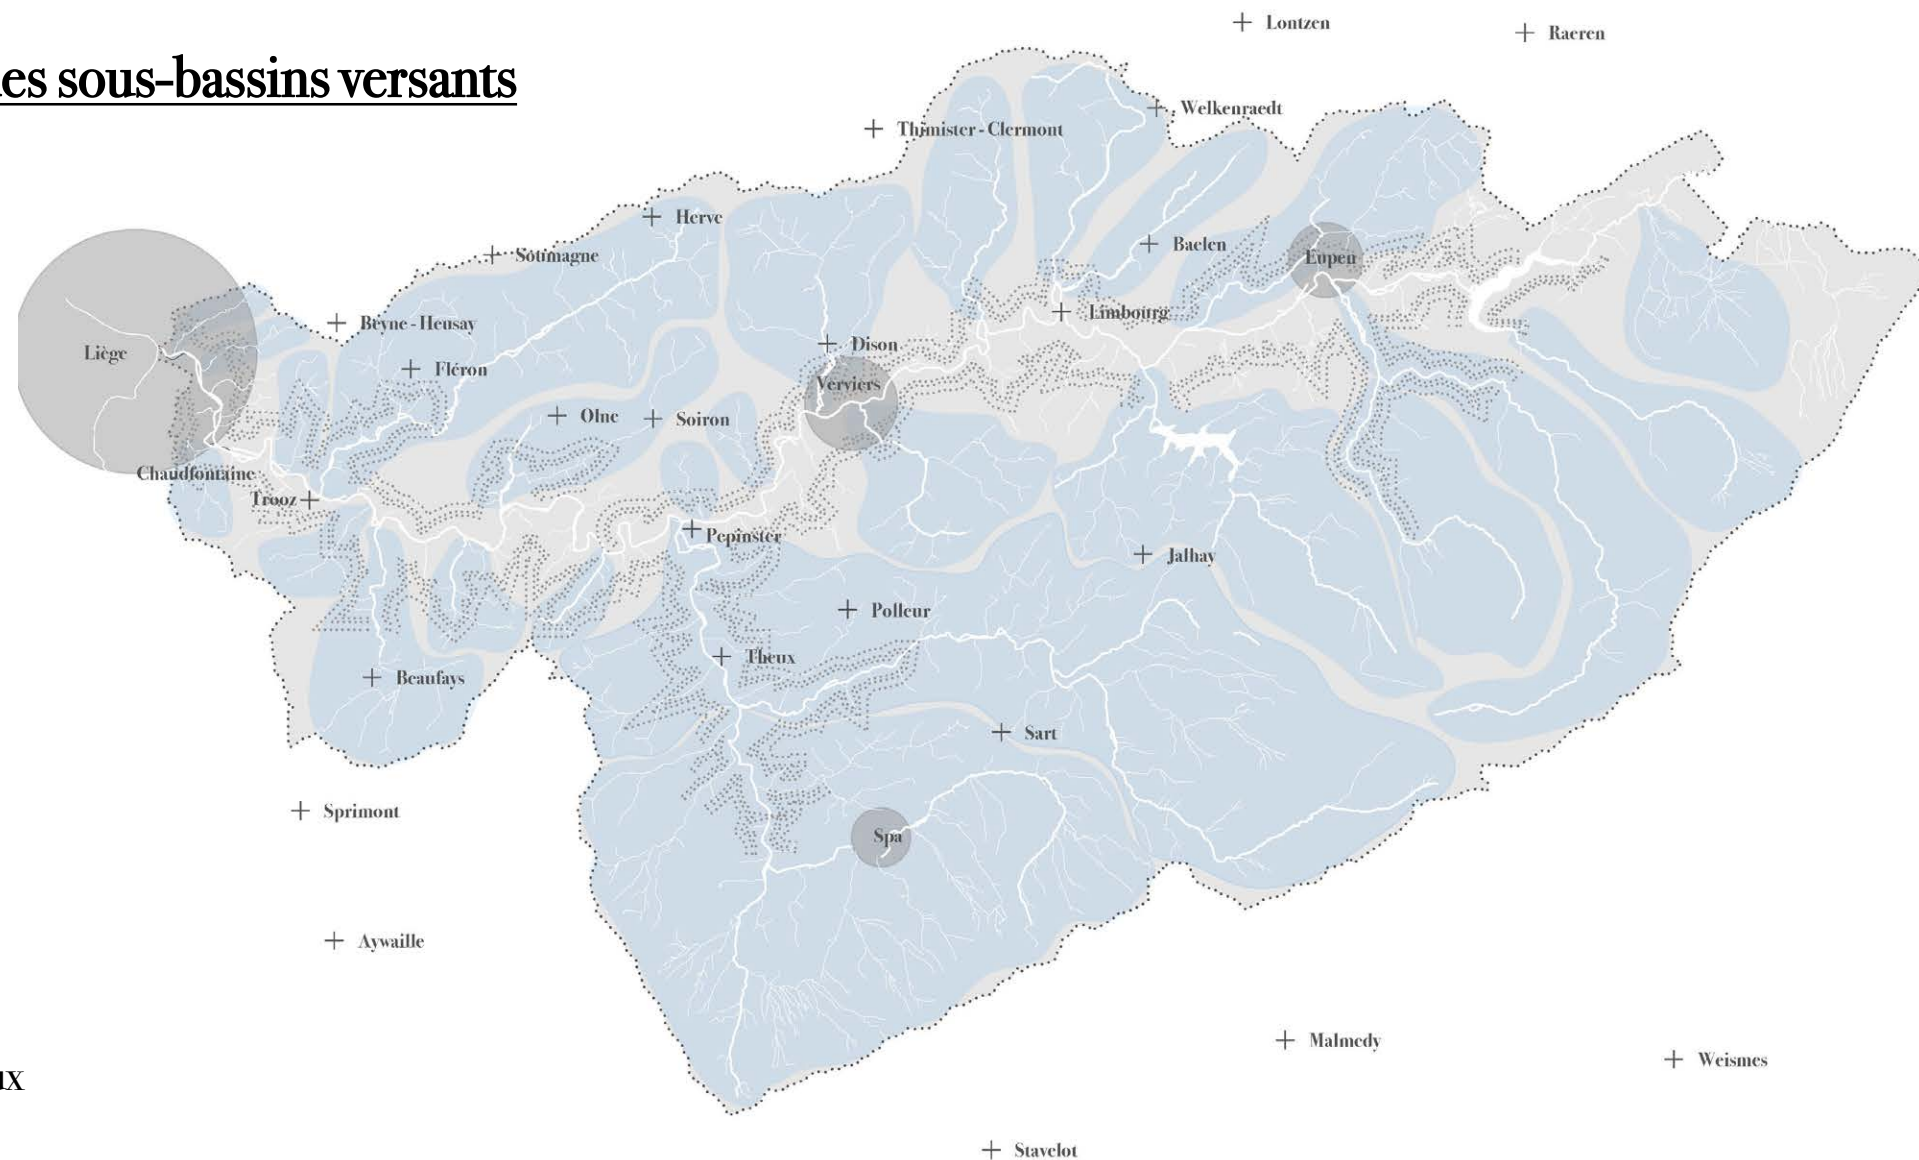 es sous-bassins versants
Lontzen
Raeren
Welkenraedt
Thimister - Clermont
Herve
Soumagne
Baelen
Eupen
Limbourg
Beyne - Heusay
Liège
Fléron
Dison
Verviers
Olne
Soiron
Chaudfontaine
Trooz
Pepinster
Jalhay
Polleur
Theux
Beaufays
Sart
Sprimont
Spa
Aywaille
Malmedy
Weismes
ux
Stavelot